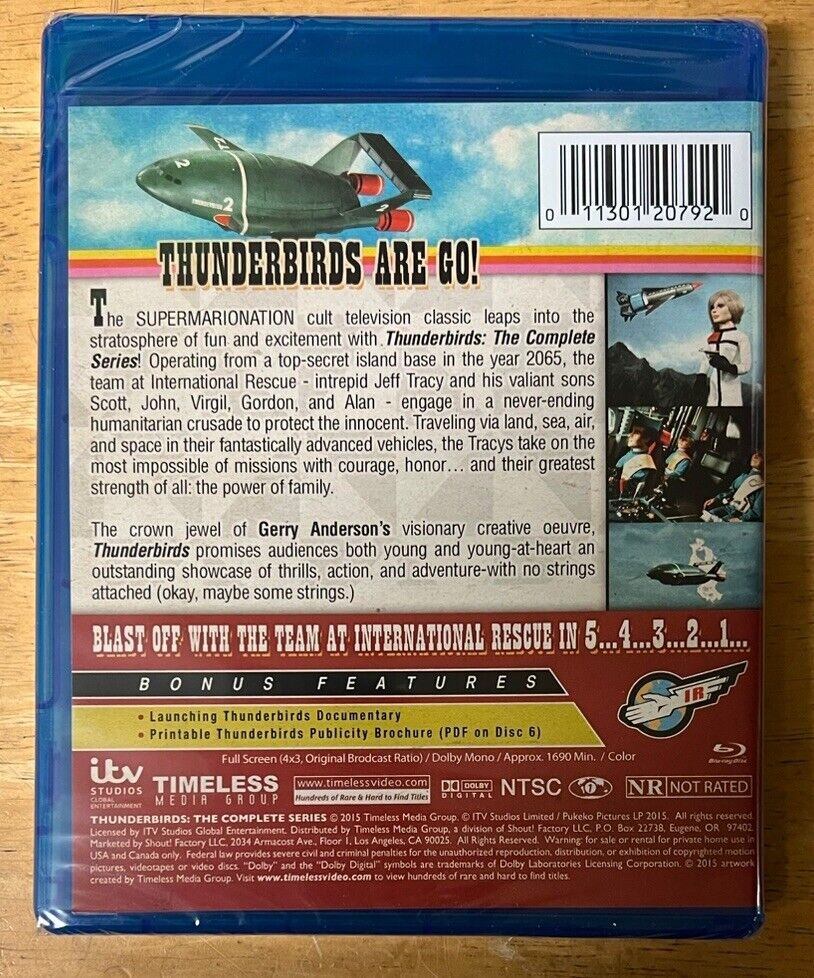 2
THUNDERBIRD 2
0 11301 20792 0
THUNDERBIRDS ARE GO!
The SUPERMARIONATION cult television classic leaps into the
stratosphere of fun and excitement with Thunderbirds: The Complete
Series! Operating from a top-secret island base in the year 2065, the
team at International Rescue - intrepid Jeff Tracy and his valiant sons
Scott, John, Virgil, Gordon, and Alan - engage in a never-ending
humanitarian crusade to protect the innocent. Traveling via land, sea, air,
and space in their fantastically advanced vehicles, the Tracys take on the
most impossible of missions with courage, honor... and their greatest
strength of all: the power of family.
The crown jewel of Gerry Anderson's visionary creative oeuvre,
Thunderbirds promises audiences both young and young-at-heart an
outstanding showcase of thrills, action, and adventure-with no strings
attached (okay, maybe some strings.)
BLAST OFF WITH THE TEAM AT INTERNATIONAL RESCUE IN 5...4...3...2...1...
BONUS FEATURES
• Launching Thunderbirds Documentary
• Printable Thunderbirds Publicity Brochure (PDF on Disc 6)
IR
Blu-ray Disc
Full Screen (4x3, Original Brodcast Ratio) / Dolby Mono / Approx. 1690 Min. / Color
itv
STUDIOS
GLOBAL
ENTERTAINMENT
TIMELESS
MEDIA GROUP
www.timelessvideo.com
Hundreds of Rare & Hard to Find Titles
DOLBY
DIGITAL
NTSC
1
NR NOT RATED
THUNDERBIRDS: THE COMPLETE SERIES © 2015 Timeless Media Group. © ITV Studios Limited / Pukeko Pictures LP 2015. All rights reserved.
Licensed by ITV Studios Global Entertainment. Distributed by Timeless Media Group, a division of Shout! Factory LLC, P.O. Box 22738, Eugene, OR 97402.
Marketed by Shout! Factory LLC, 2034 Armacost Ave., Floor 1, Los Angeles, CA 90025. All Rights Reserved. Warning: for sale or rental for private home use in
USA and Canada only. Federal law provides severe civil and criminal penalties for the unauthorized reproduction, distribution, or exhibition of copyrighted motion
pictures, videotapes or video discs. "Dolby" and the "Dolby Digital" symbols are trademarks of Dolby Laboratories Licensing Corporation. © 2015 artwork
created by Timeless Media Group. Visit www.timelessvideo.com to view hundreds of rare and hard to find titles.